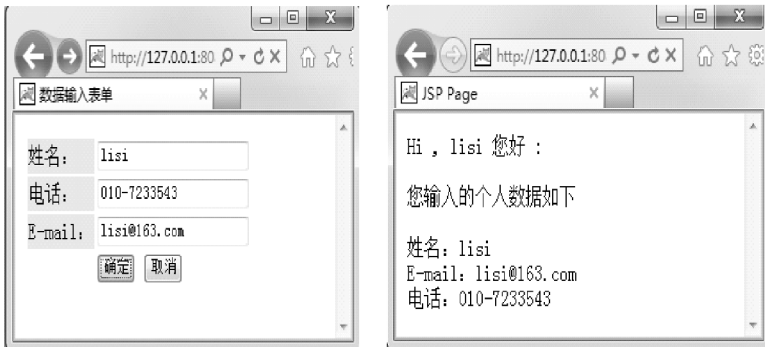 http://127.0.0.1:80
数据输入表单
姓名：
lisi
电话：
010-7233543
E-mail：
lisi@163.com
确定
取消
http://127.0.0.1:80
JSP Page
Hi , lisi 您好 :
您输入的个人数据如下
姓名：lisi
E-mail：lisi@163.com
电话：010-7233543